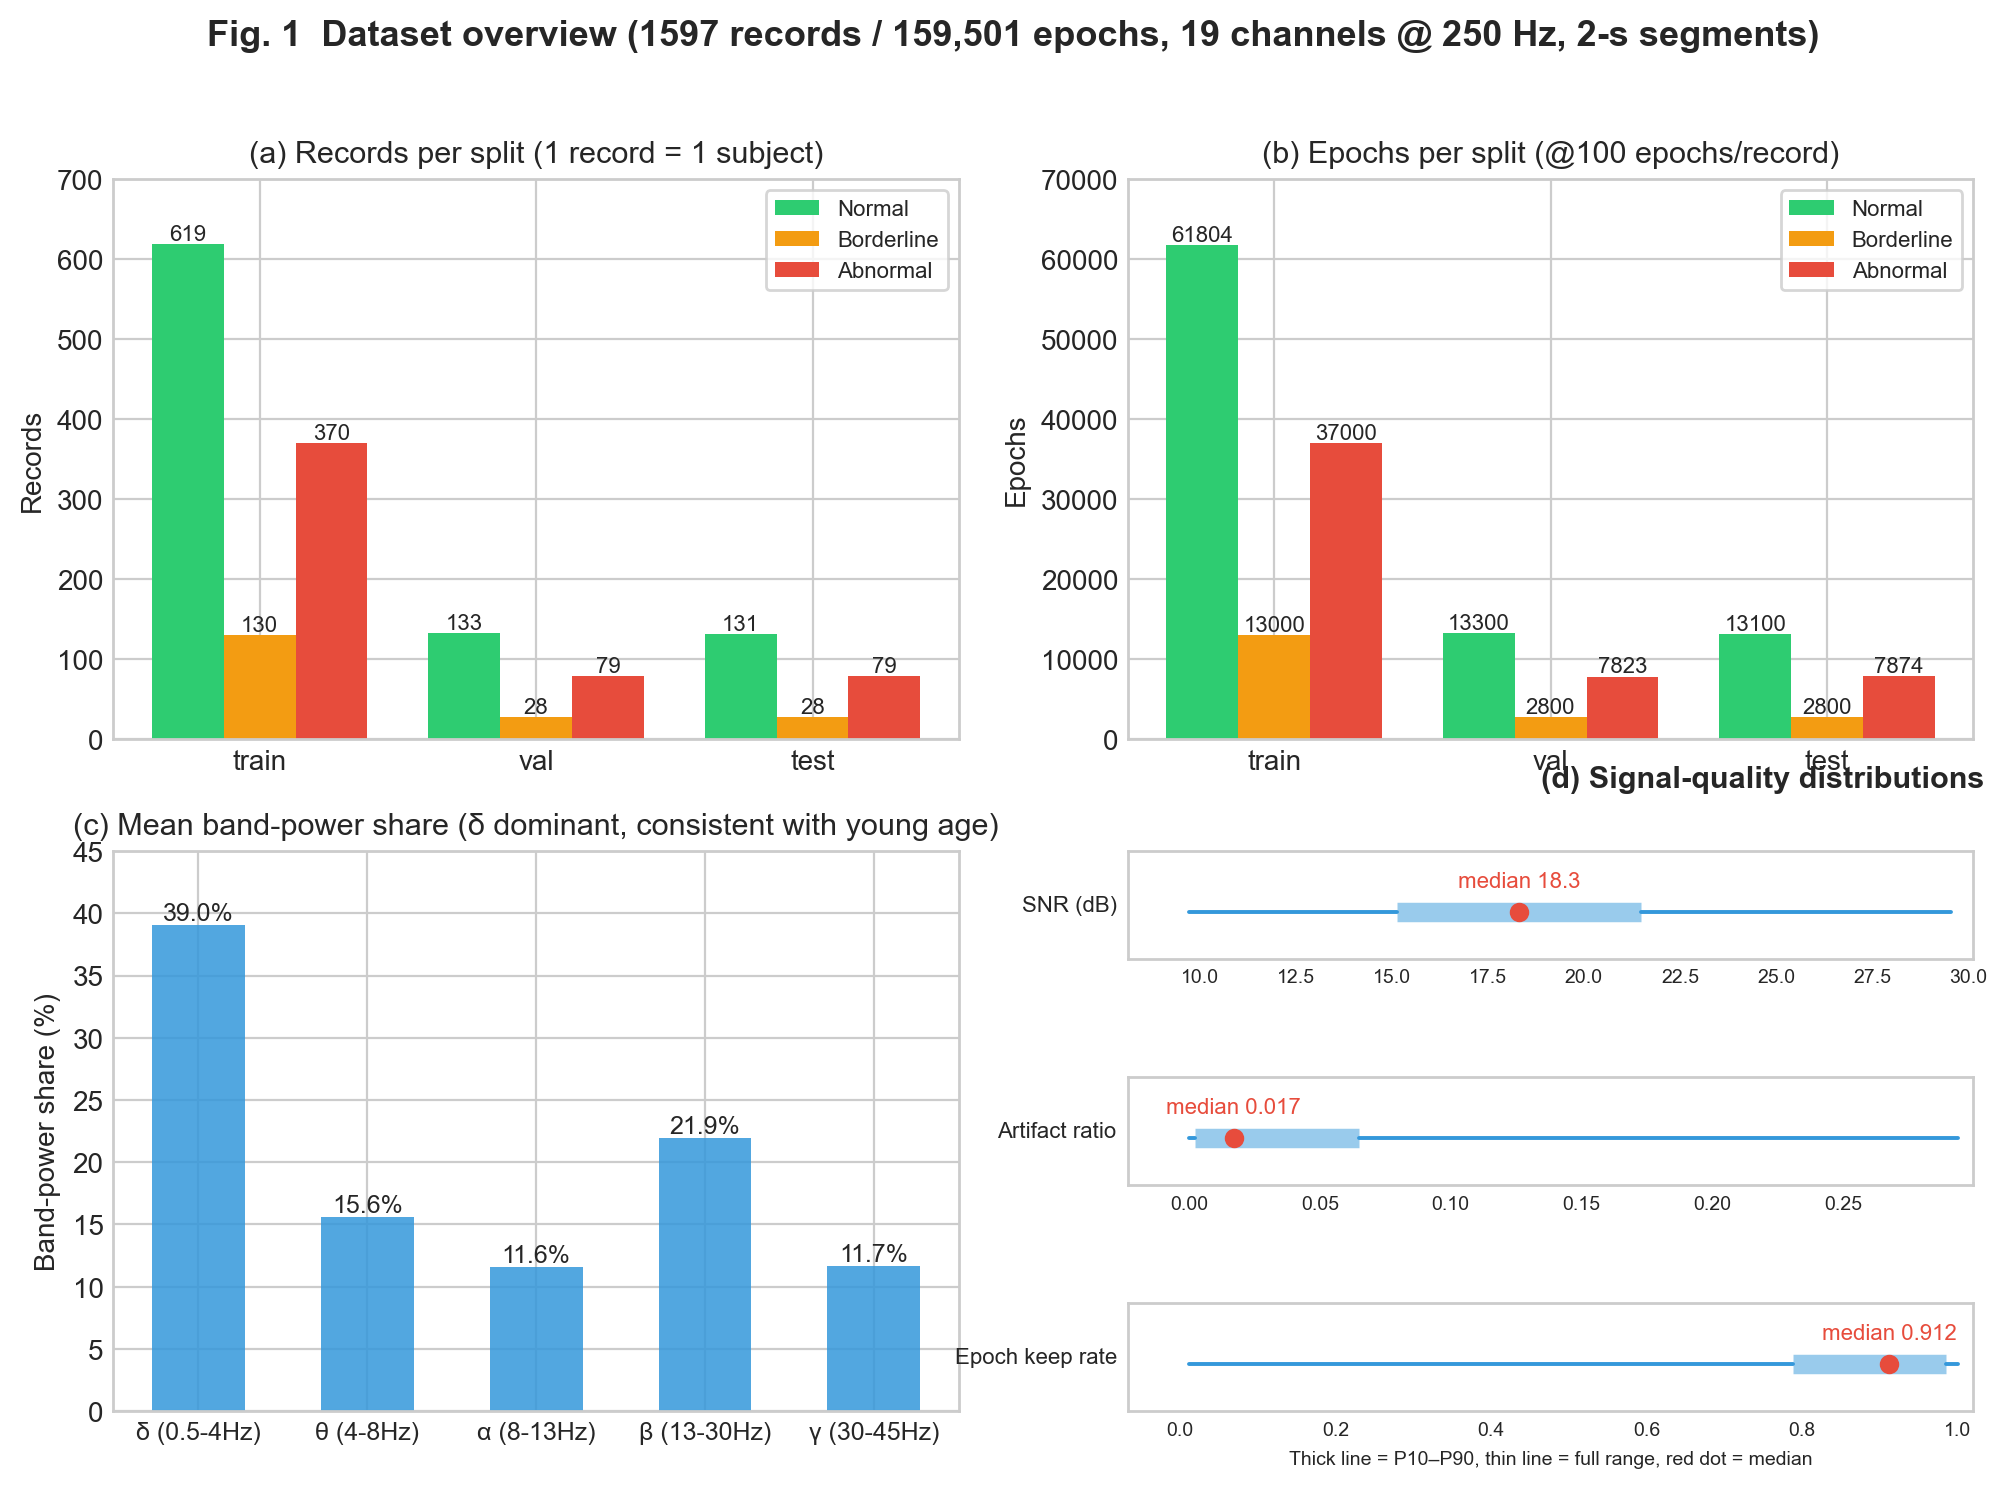 Fig. 1  Dataset overview (1597 records / 159,501 epochs, 19 channels @ 250 Hz, 2-s segments)
(a) Records per split (1 record = 1 subject)
Records
700
600
500
400
300
200
100
0
619
130
370
133
28
79
131
28
79
train
val
test
Normal
Borderline
Abnormal
(b) Epochs per split (@100 epochs/record)
Epochs
70000
60000
50000
40000
30000
20000
10000
0
61804
13000
37000
13300
2800
7823
13100
2800
7874
train
val
test
Normal
Borderline
Abnormal
(c) Mean band-power share (δ dominant, consistent with young age)
Band-power share (%)
45
40
35
30
25
20
15
10
5
0
39.0%
15.6%
11.6%
21.9%
11.7%
δ (0.5-4Hz)
θ (4-8Hz)
α (8-13Hz)
β (13-30Hz)
γ (30-45Hz)
(d) Signal-quality distributions
SNR (dB)
median 18.3
10.0 12.5 15.0 17.5 20.0 22.5 25.0 27.5 30.0
Artifact ratio
median 0.017
0.00 0.05 0.10 0.15 0.20 0.25
Epoch keep rate
median 0.912
0.0 0.2 0.4 0.6 0.8 1.0
Thick line = P10–P90, thin line = full range, red dot = median